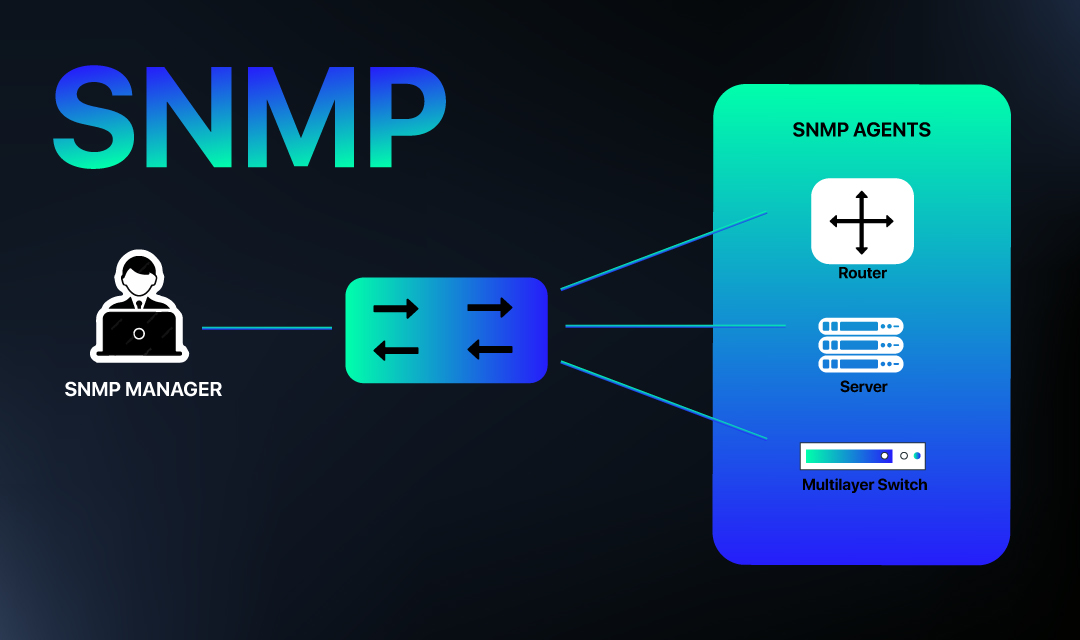 SNMP
SNMP MANAGER
SNMP AGENTS
Router
Server
Multilayer Switch